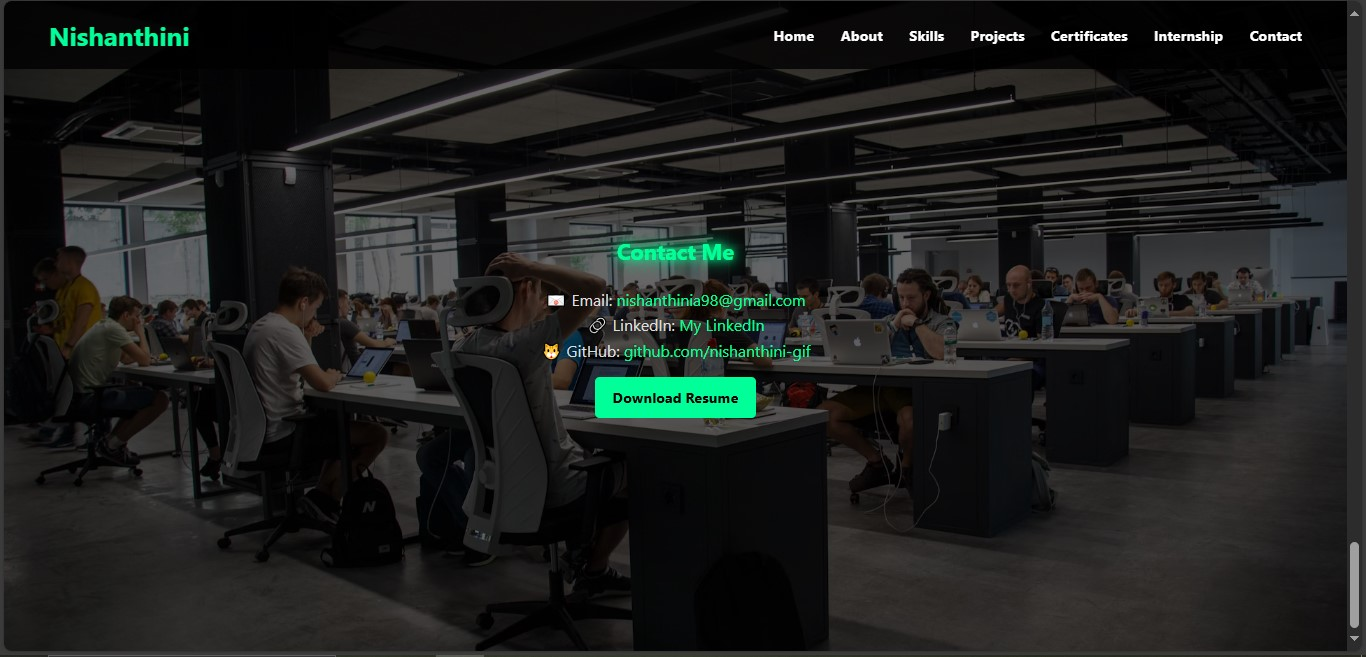 Nishanthini
Home About Skills Projects Certificates Internship Contact
Contact Me
📧 Email: nishanthinia98@gmail.com
🔗 LinkedIn: My LinkedIn
🐱 GitHub: github.com/nishanthini-gif
Download Resume